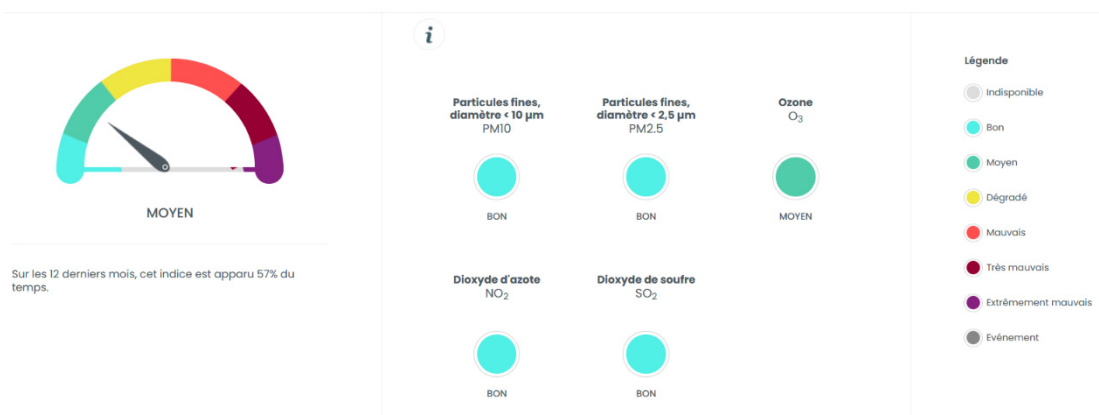 MOYEN
Sur les 12 derniers mois, cet indice est apparu 57% du
temps.
i
Particules fines,
diamètre < 10 µm
PM10
BON
Particules fines,
diamètre < 2,5 µm
PM2.5
BON
Ozone
O₃
MOYEN
Dioxyde d'azote
NO₂
BON
Dioxyde de soufre
SO₂
BON
Légende
Indisponible
Bon
Moyen
Dégradé
Mauvais
Très mauvais
Extrêmement mauvais
Evénement